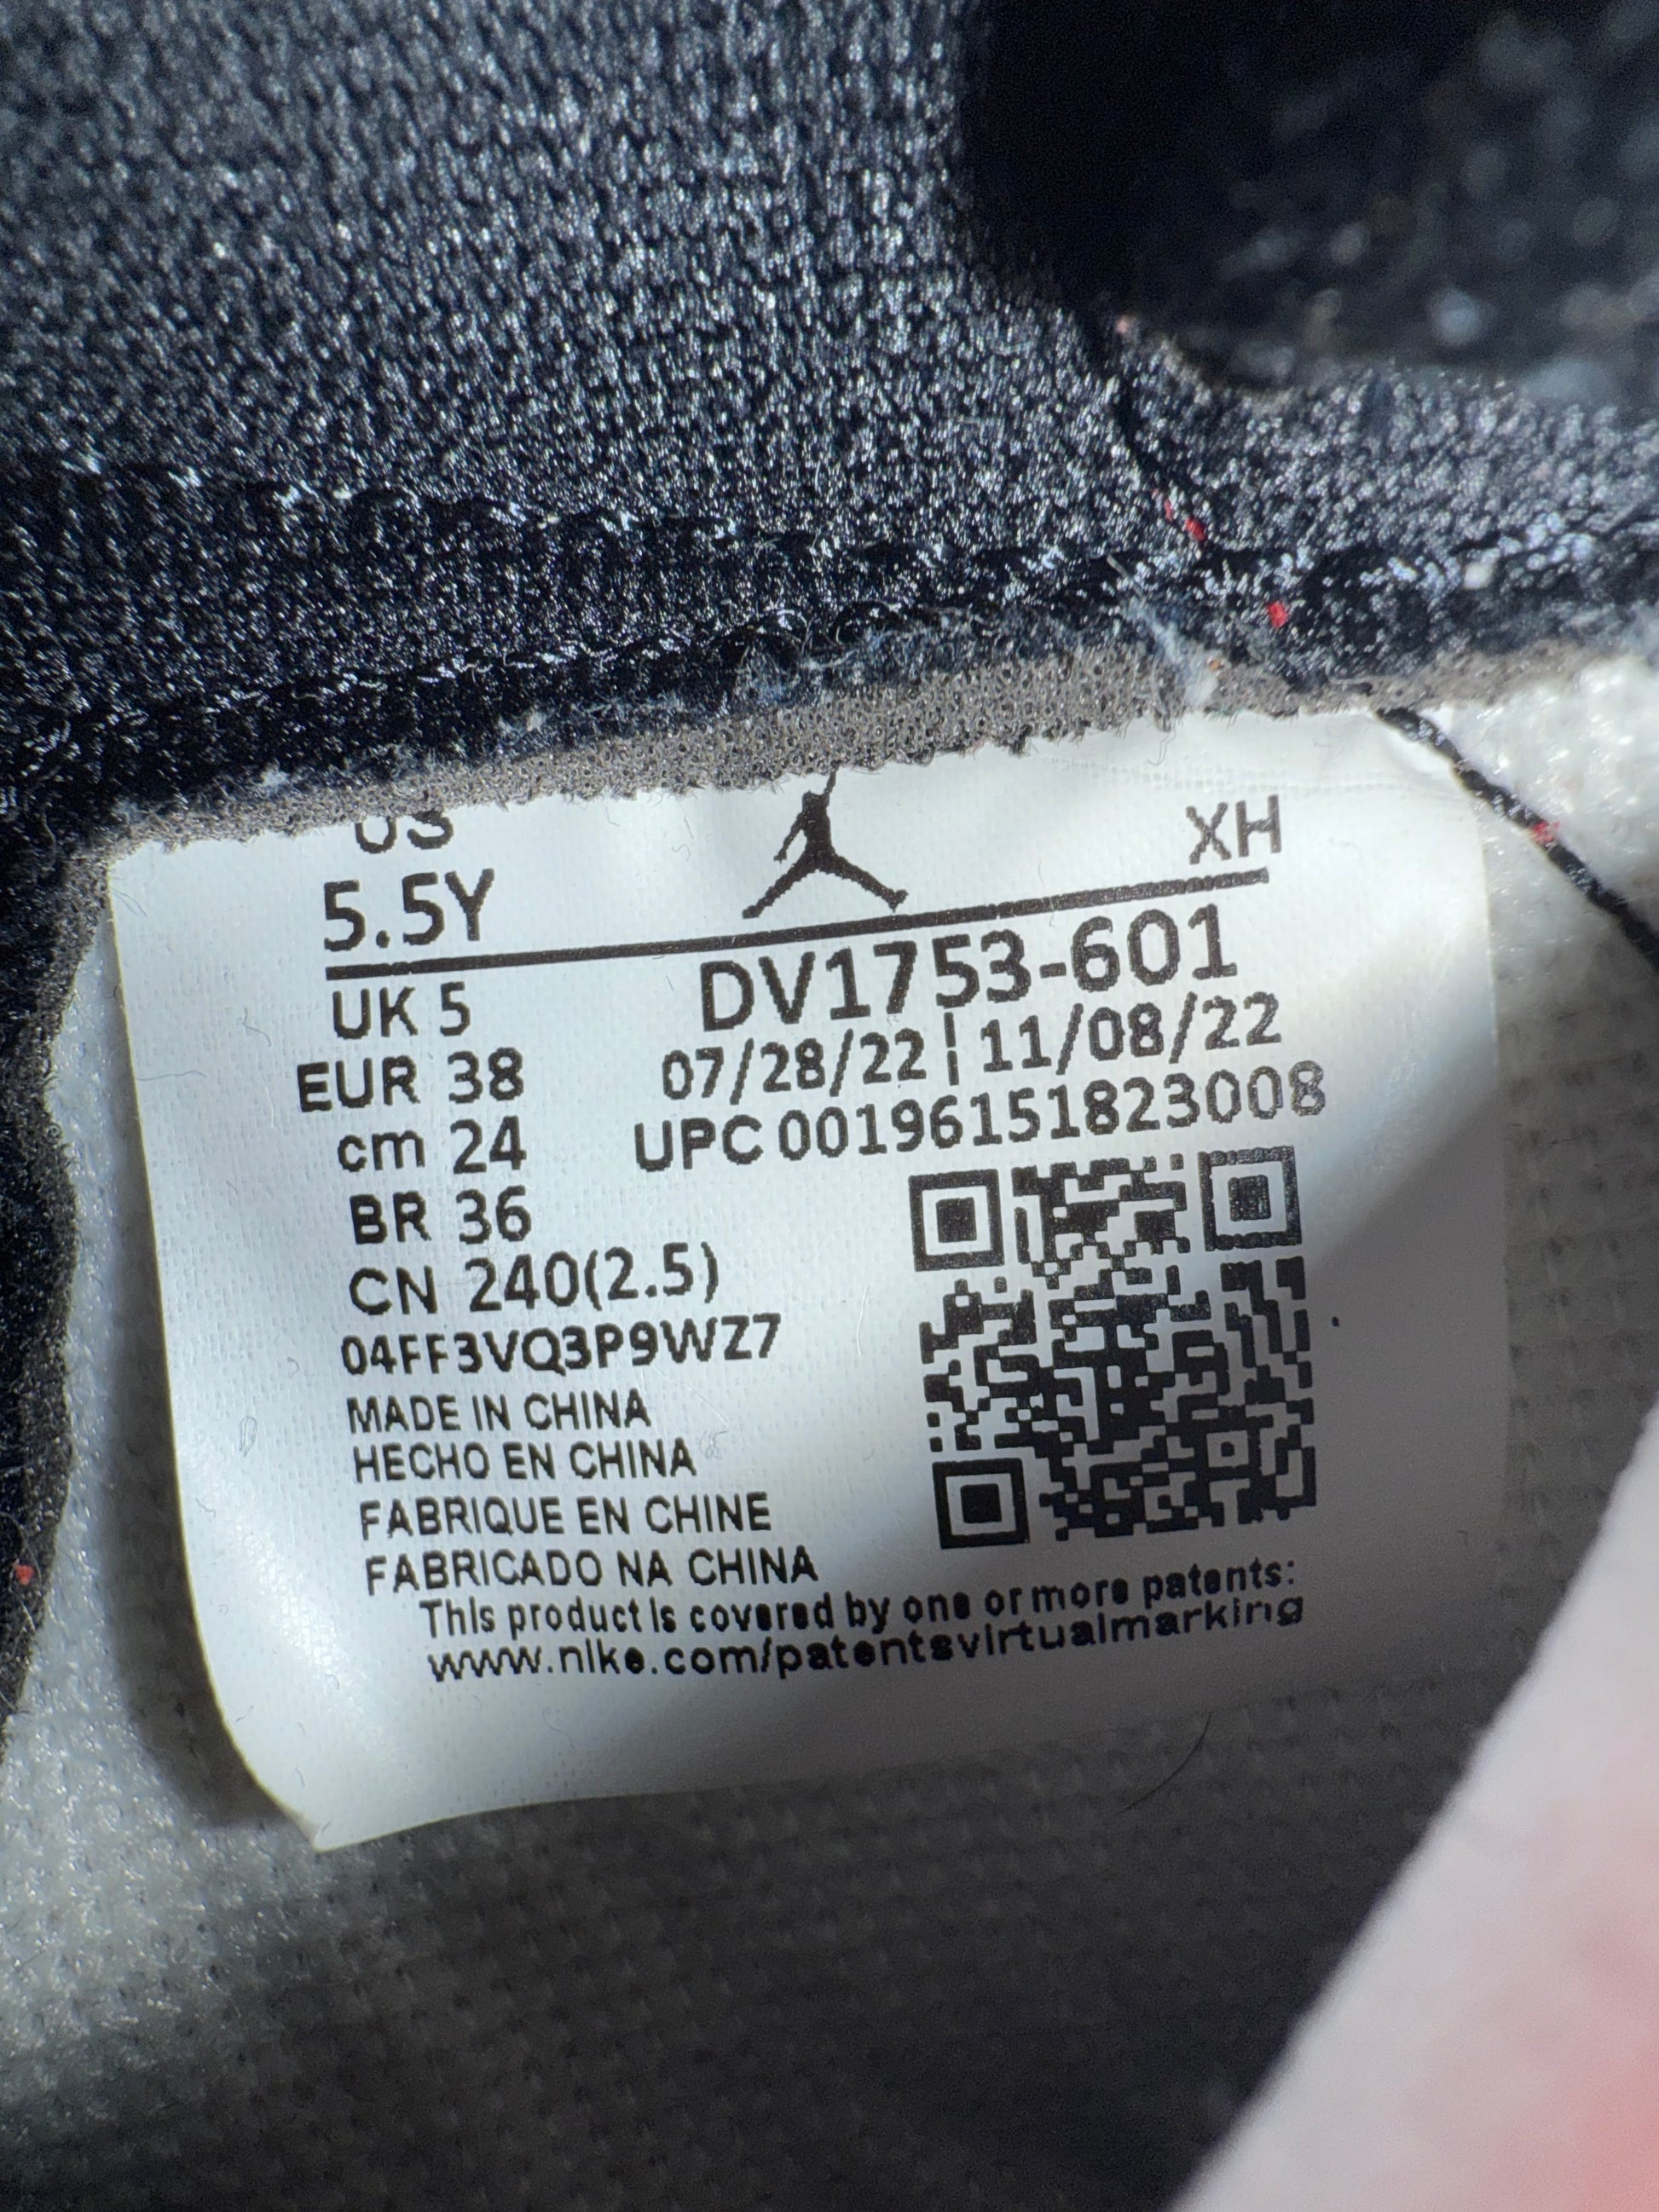 US XH
5.5Y
UK 5 DV1753-601
EUR 38 07/28/22 | 11/08/22
cm 24 UPC 00196151823008
BR 36
CN 240(2.5)
04FF3VQ3P9WZ7
MADE IN CHINA
HECHO EN CHINA
FABRIQUE EN CHINE
FABRICADO NA CHINA
This product is covered by one or more patents:
www.nike.com/patentsvirtualmarking